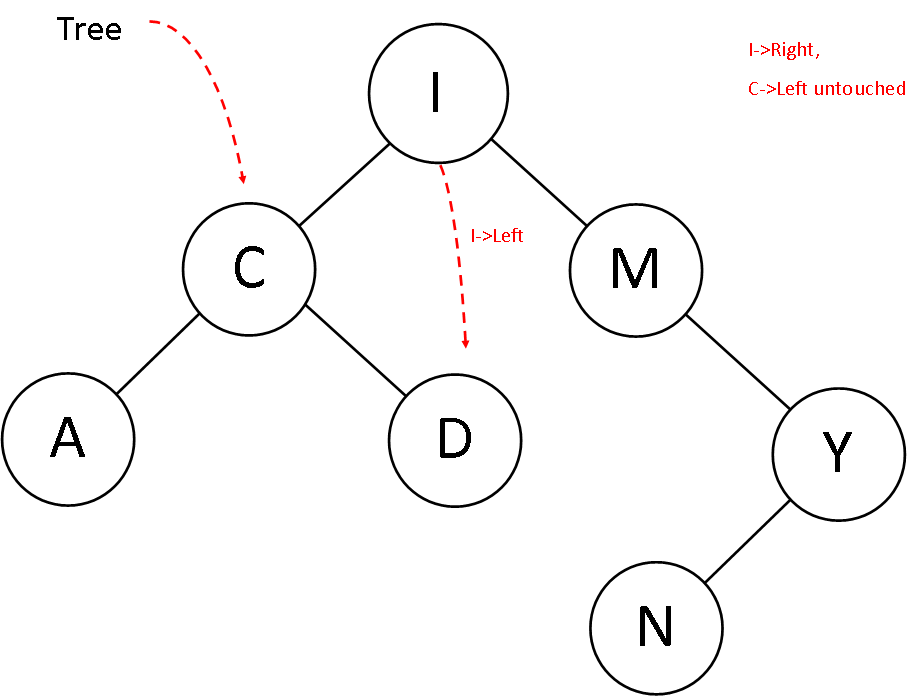 Tree
I
I->Right,
C->Left untouched
I->Left
C
M
A
D
Y
N